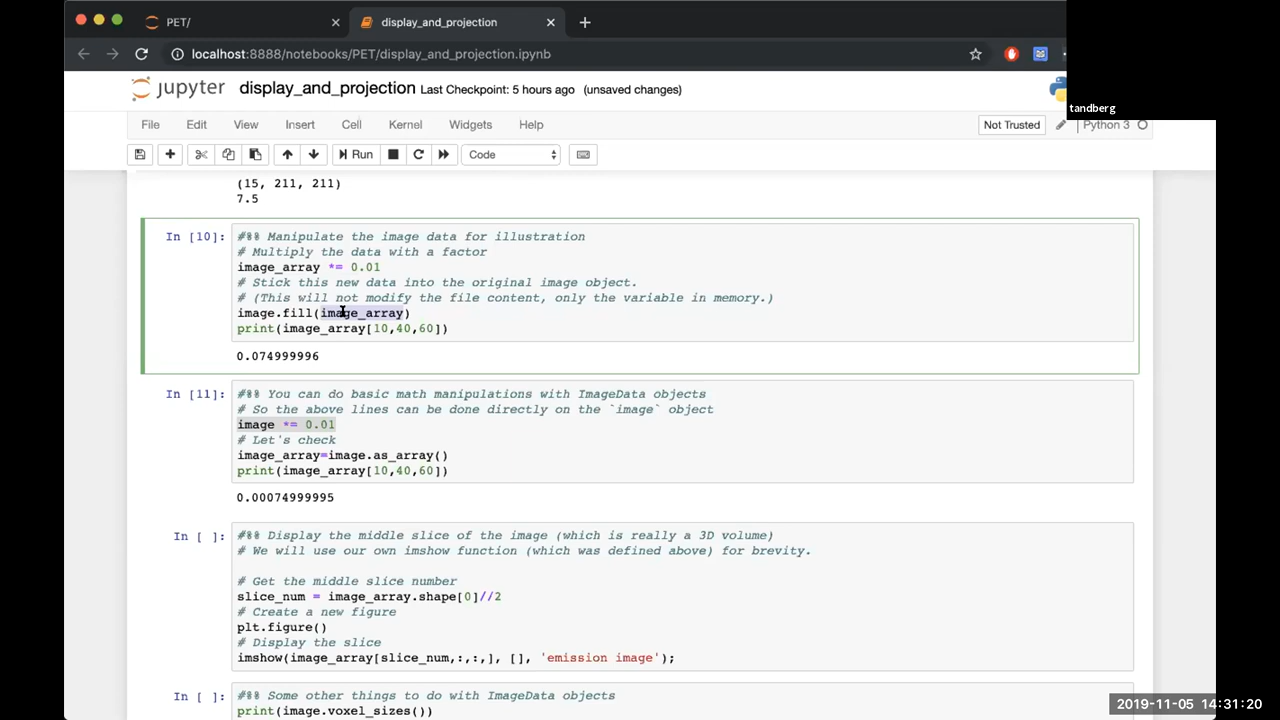 PET/
display_and_projection
localhost:8888/notebooks/PET/display_and_projection.ipynb
tandberg
jupyter display_and_projection Last Checkpoint: 5 hours ago (unsaved changes)
File Edit View Insert Cell Kernel Widgets Help Not Trusted Python 3
Run Code
(15, 211, 211)
7.5
In [10]: #%% Manipulate the image data for illustration
# Multiply the data with a factor
image_array *= 0.01
# Stick this new data into the original image object.
# (This will not modify the file content, only the variable in memory.)
image.fill(image_array)
print(image_array[10,40,60])
0.074999996
In [11]: #%% You can do basic math manipulations with ImageData objects
# So the above lines can be done directly on the `image` object
image *= 0.01
# Let's check
image_array=image.as_array()
print(image_array[10,40,60])
0.00074999995
In [ ]: #%% Display the middle slice of the image (which is really a 3D volume)
# We will use our own imshow function (which was defined above) for brevity.
# Get the middle slice number
slice_num = image_array.shape[0]//2
# Create a new figure
plt.figure()
# Display the slice
imshow(image_array[slice_num,:,:,], [], 'emission image');
In [ ]: #%% Some other things to do with ImageData objects
print(image.voxel_sizes())
2019-11-05 14:31:20